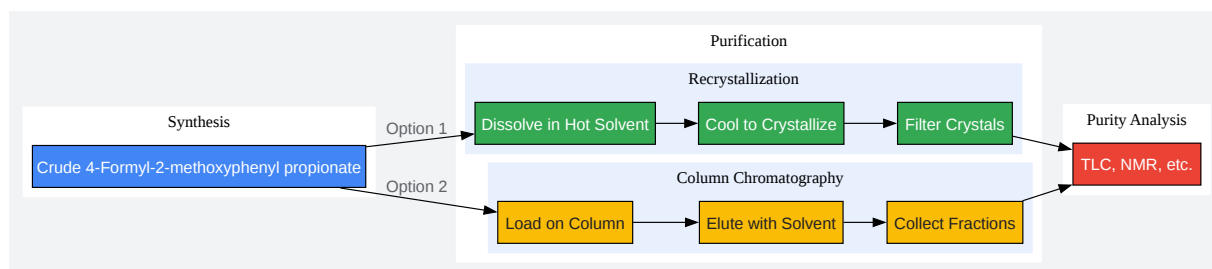 Purification
Recrystallization
Synthesis
Option 1
Dissolve in Hot Solvent
Cool to Crystallize
Filter Crystals
Purity Analysis
Crude 4-Formyl-2-methoxyphenyl propionate
TLC, NMR, etc.
Option 2
Column Chromatography
Load on Column
Elute with Solvent
Collect Fractions